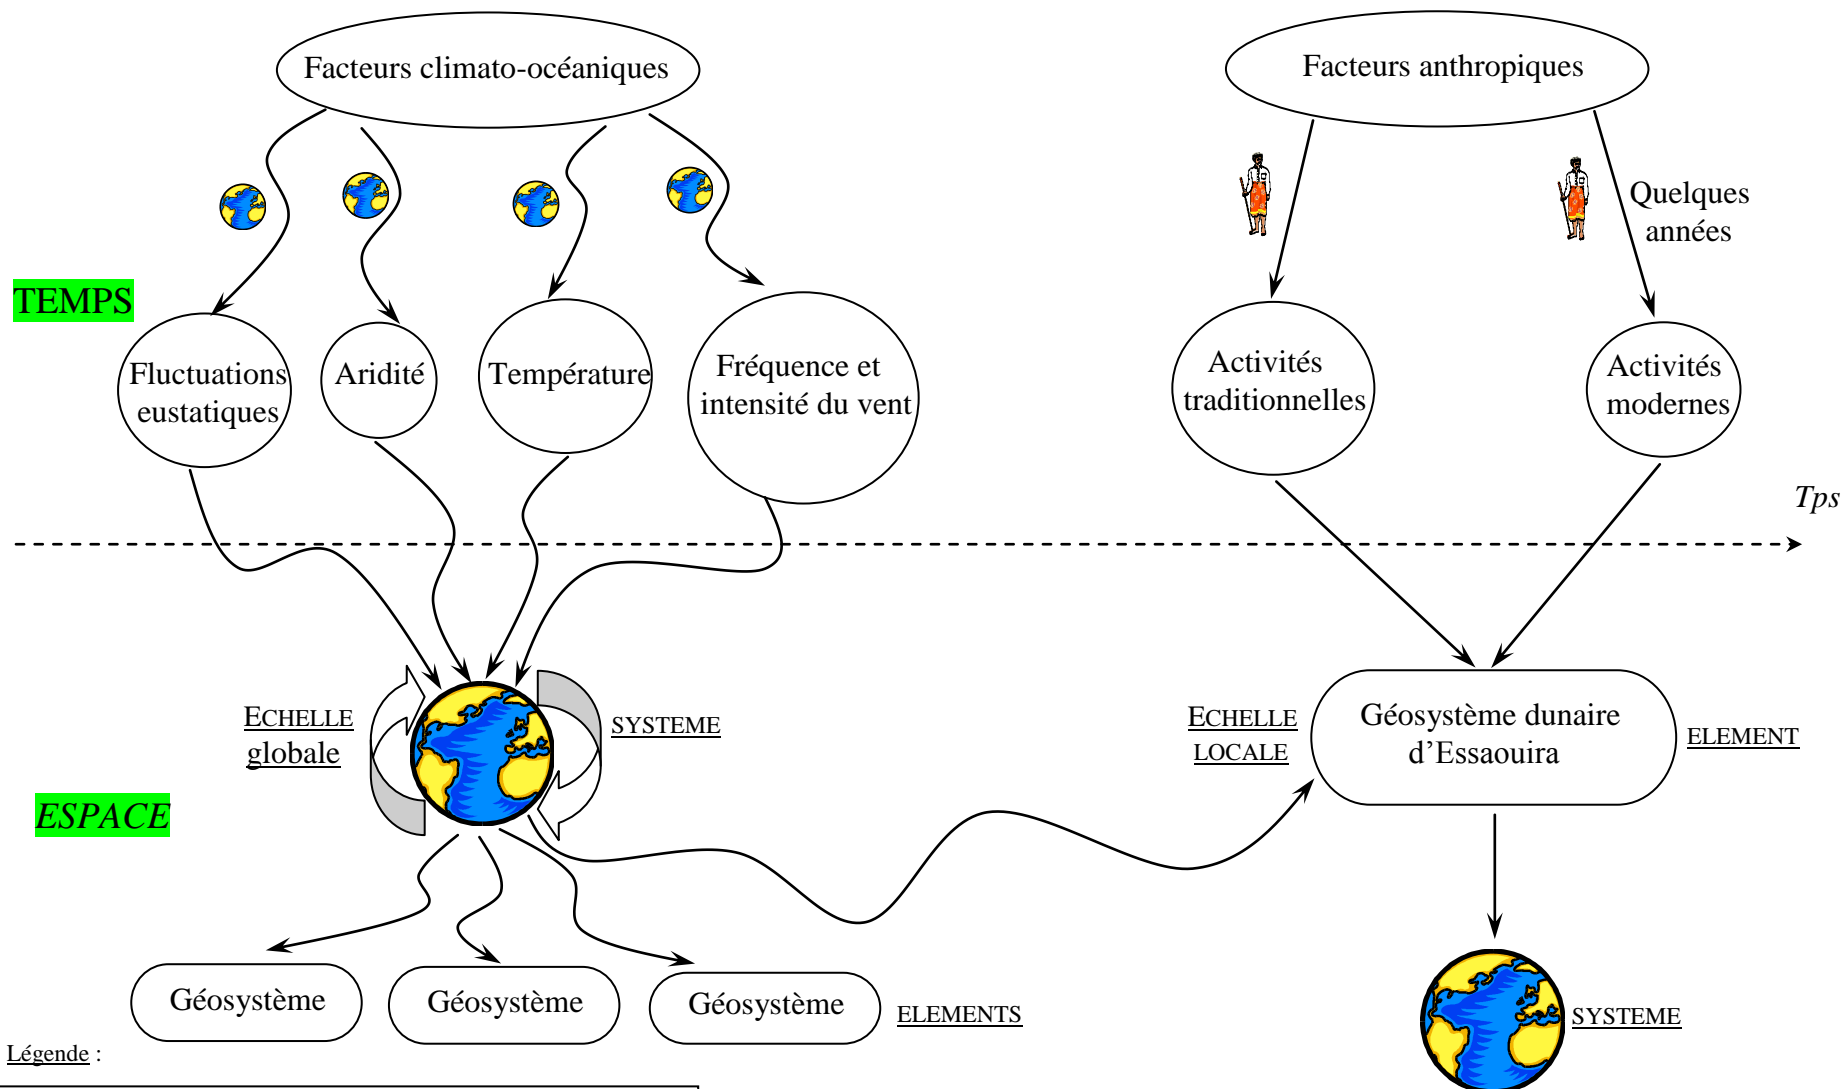 Facteurs climato-océaniques
Facteurs anthropiques
Quelques
années
TEMPS
Fluctuations
eustatiques
Aridité
Température
Fréquence et
intensité du vent
Activités
traditionnelles
Activités
modernes
Tps
ECHELLE
globale
SYSTEME
ECHELLE
LOCALE
Géosystème dunaire
d’Essaouira
ELEMENT
ESPACE
Géosystème
Géosystème
Géosystème
ELEMENTS
SYSTEME
Légende :